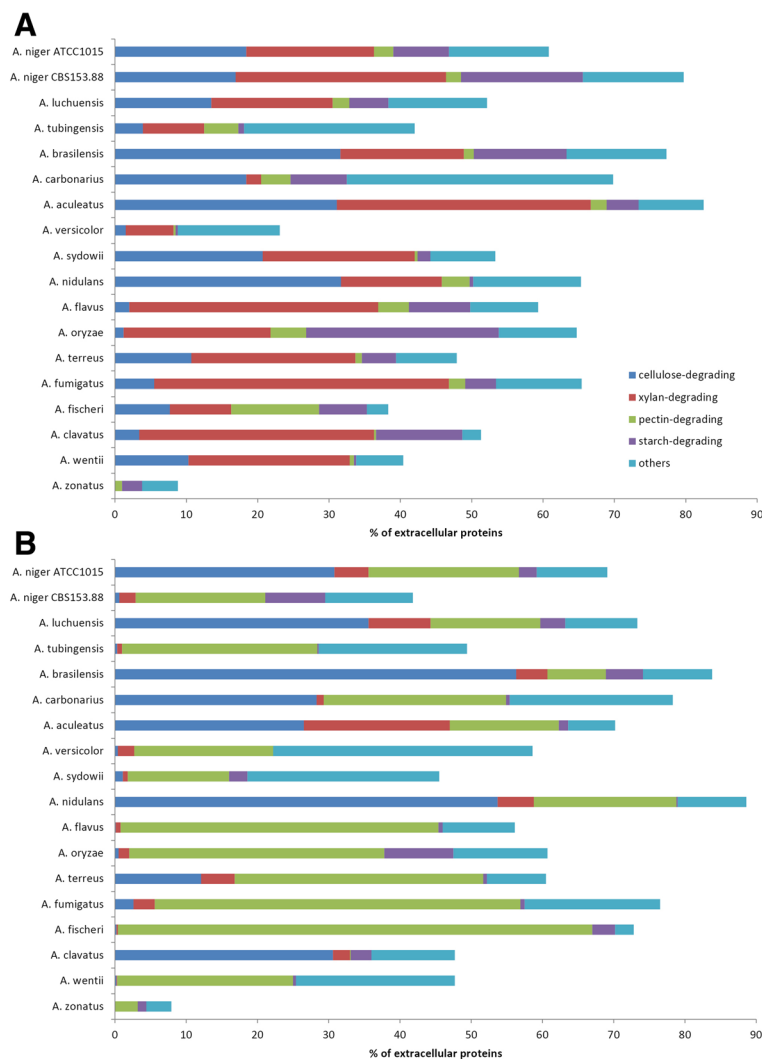 A
A. niger ATCC1015
A. niger CBS153.88
A. luchuensis
A. tubingensis
A. brasilensis
A. carbonarius
A. aculeatus
A. versicolor
A. sydowii
A. nidulans
A. flavus
A. oryzae
A. terreus
A. fumigatus
A. fischeri
A. clavatus
A. wentii
A. zonatus
cellulose-degrading
xylan-degrading
pectin-degrading
starch-degrading
others
0 10 20 30 40 50 60 70 80 90
% of extracellular proteins
B
A. niger ATCC1015
A. niger CBS153.88
A. luchuensis
A. tubingensis
A. brasilensis
A. carbonarius
A. aculeatus
A. versicolor
A. sydowii
A. nidulans
A. flavus
A. oryzae
A. terreus
A. fumigatus
A. fischeri
A. clavatus
A. wentii
A. zonatus
0 10 20 30 40 50 60 70 80 90
% of extracellular proteins